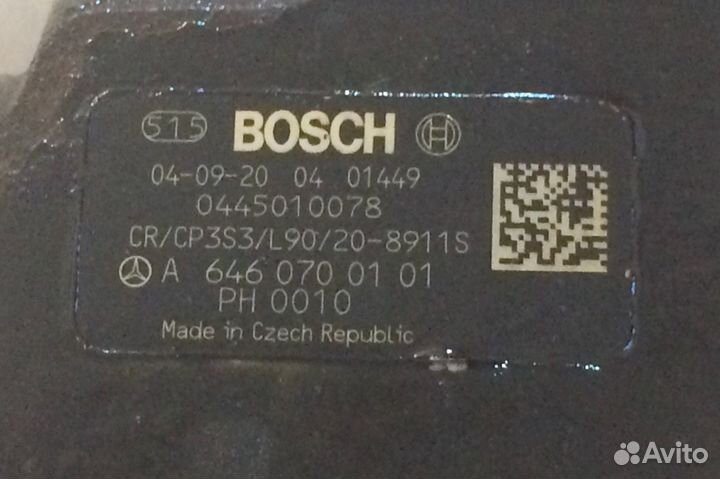 515 BOSCH
04-09-20 04 01449
0445010078
CR/CP3S3/L90/20-8911S
A 646 070 01 01
PH 0010
Made in Czech Republic
Avito